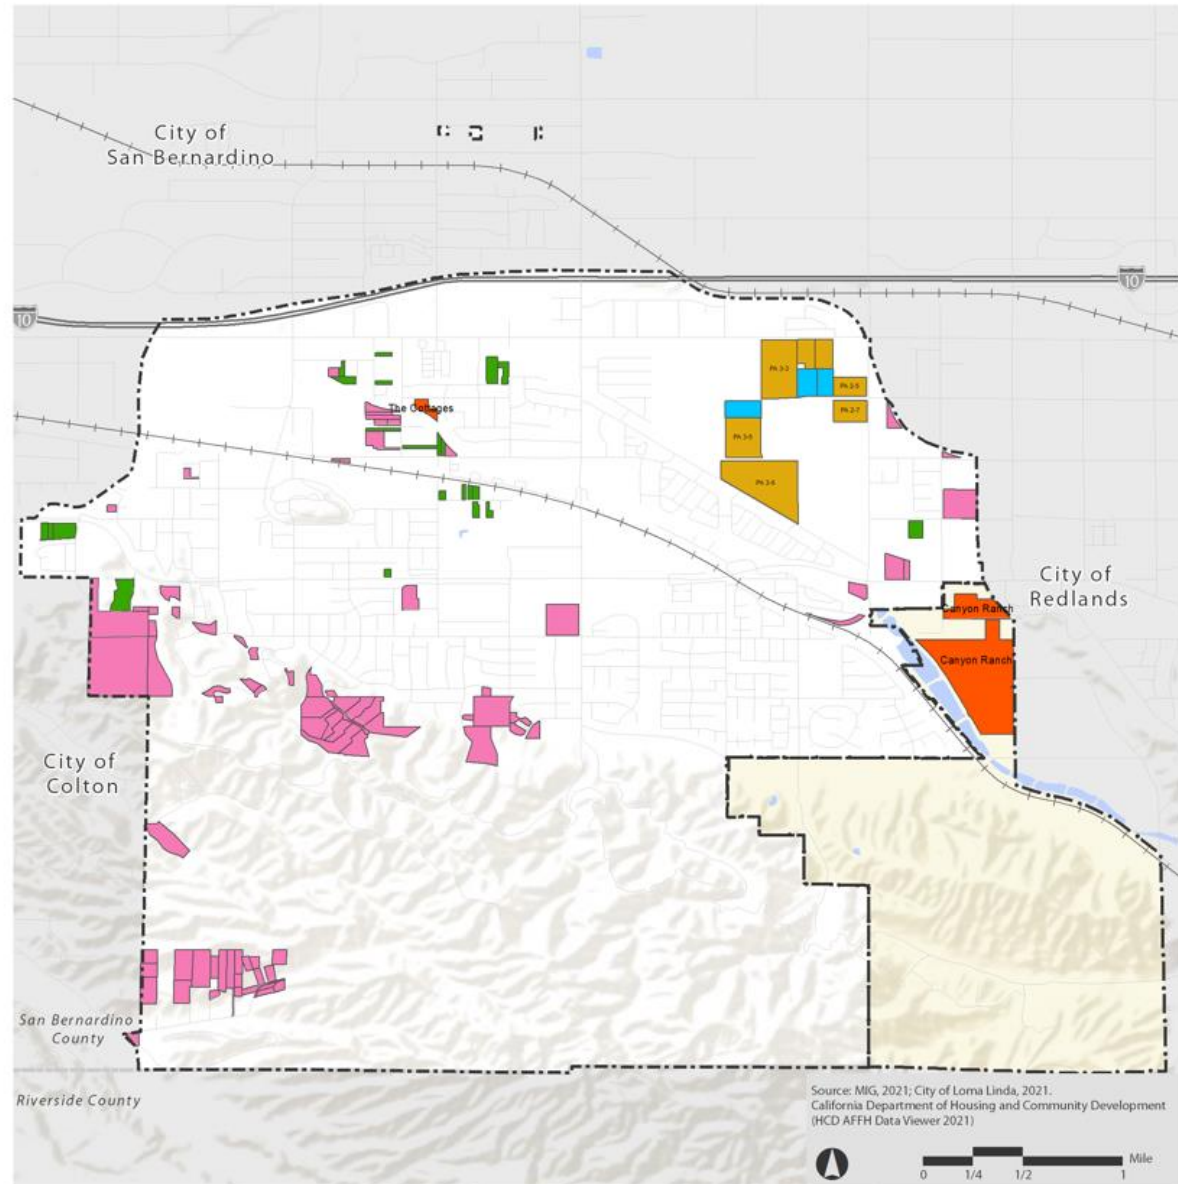 City of
San Bernardino
10
10
PA 3-3
The Cottages
PA 2-5
PA 2-7
PA 3-5
City of
Redlands
Canyon Ranch
Canyon Ranch
City of
Colton
San Bernardino
County
Riverside County
Source: MIG, 2021; City of Loma Linda, 2021.
California Department of Housing and Community Development
(HCD AFFH Data Viewer 2021)
Mile
0 1/4 1/2 1